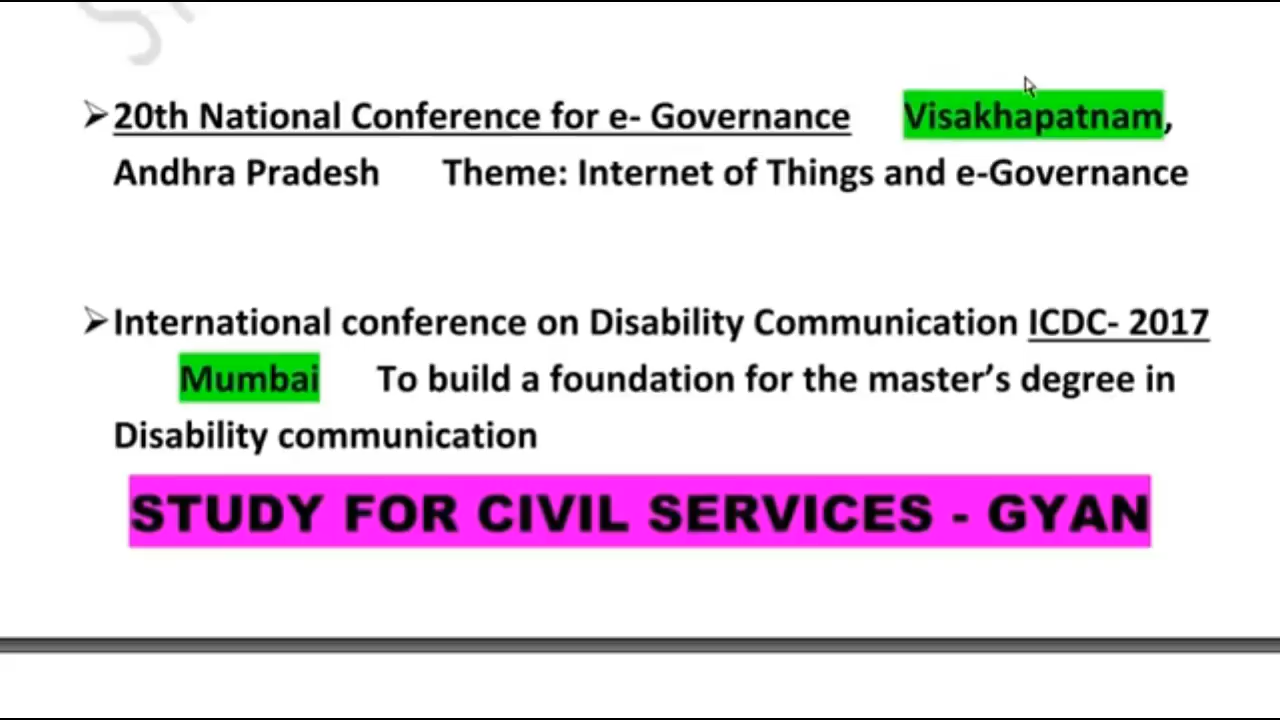 ➢20th National Conference for e- Governance Visakhapatnam,
Andhra Pradesh Theme: Internet of Things and e-Governance
➢International conference on Disability Communication ICDC- 2017
Mumbai To build a foundation for the master’s degree in
Disability communication
STUDY FOR CIVIL SERVICES - GYAN